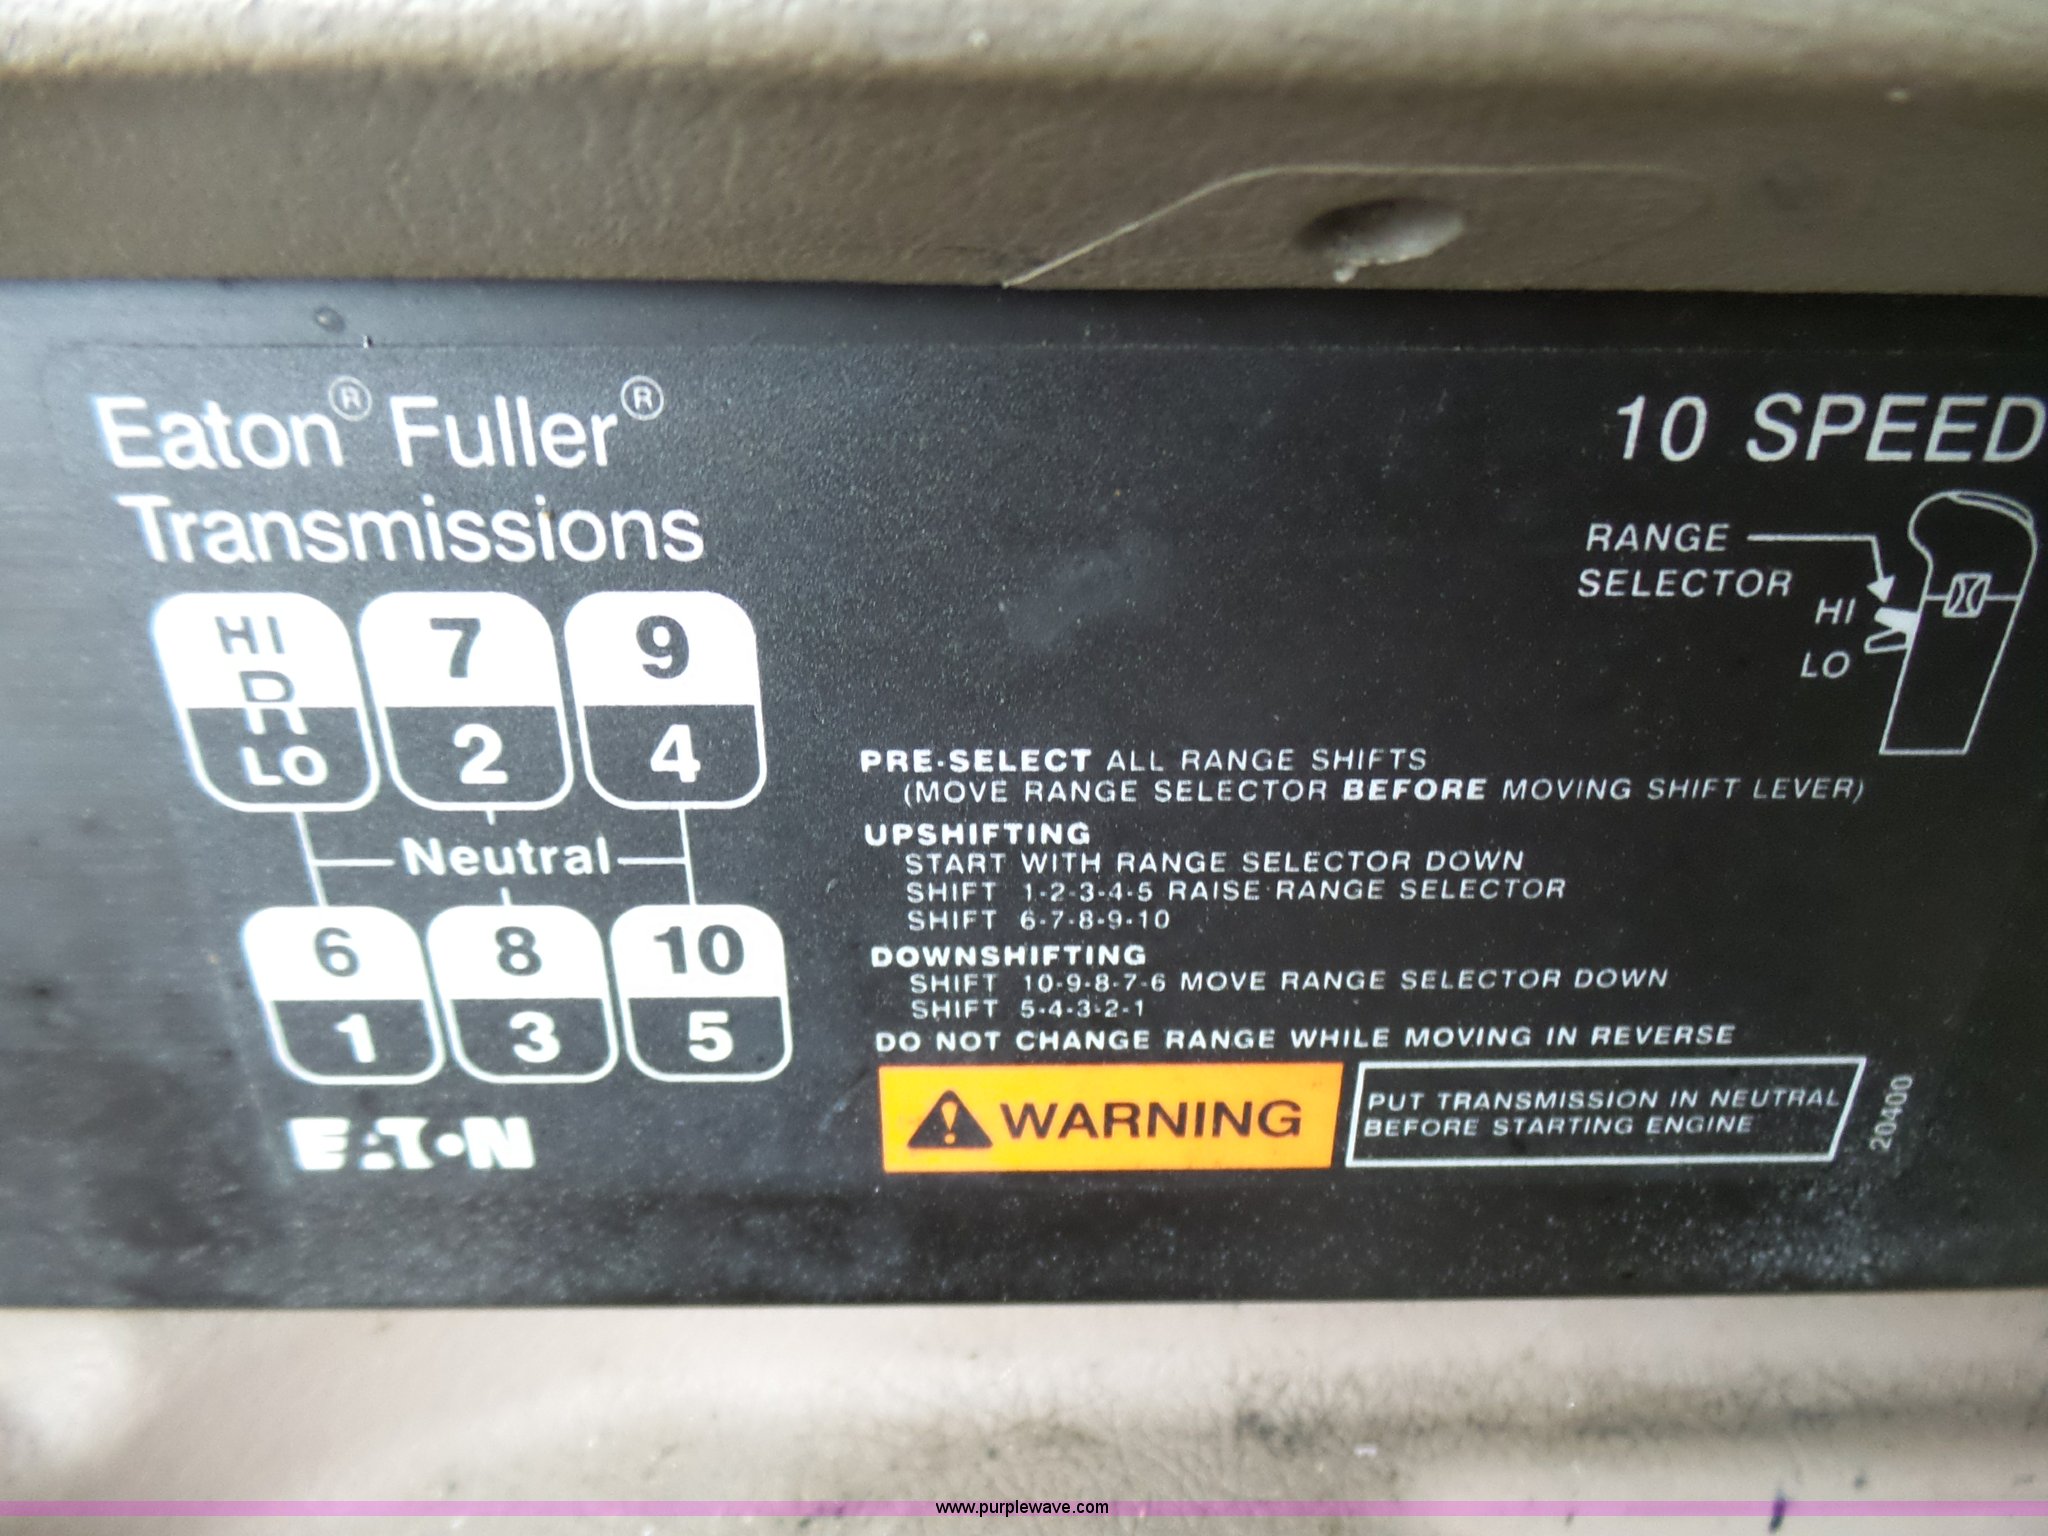 Eaton® Fuller®
Transmissions
10 SPEED
RANGE
SELECTOR
HI
LO
HI 7 9
R
LO 2 4
Neutral
6 8 10
1 3 5
EATON
PRE-SELECT ALL RANGE SHIFTS
(MOVE RANGE SELECTOR BEFORE MOVING SHIFT LEVER)
UPSHIFTING
START WITH RANGE SELECTOR DOWN
SHIFT 1-2-3-4-5 RAISE RANGE SELECTOR
SHIFT 6-7-8-9-10
DOWNSHIFTING
SHIFT 10-9-8-7-6 MOVE RANGE SELECTOR DOWN
SHIFT 5-4-3-2-1
DO NOT CHANGE RANGE WHILE MOVING IN REVERSE
WARNING
PUT TRANSMISSION IN NEUTRAL
BEFORE STARTING ENGINE
20400
www.purplewave.com